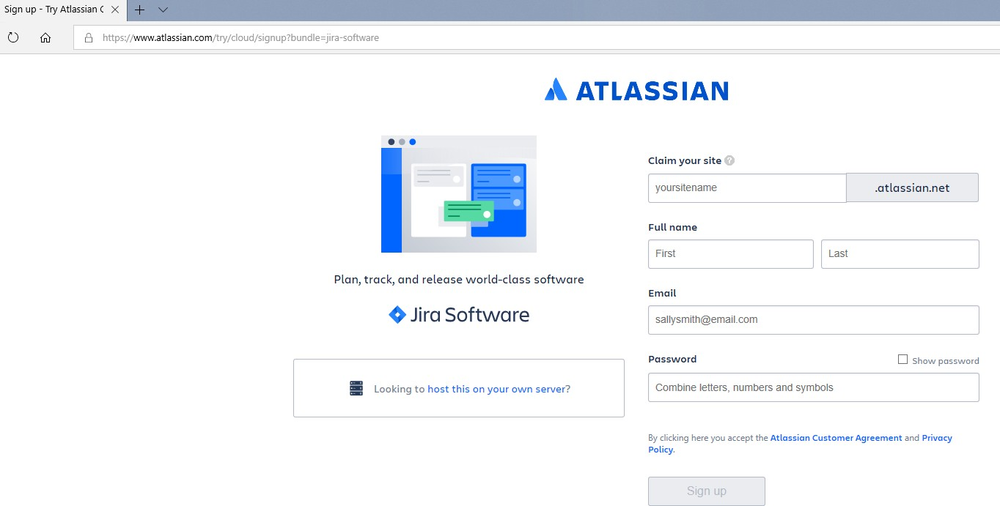 Sign up - Try Atlassian C
https://www.atlassian.com/try/cloud/signup?bundle=jira-software
ATLASSIAN
Plan, track, and release world-class software
Jira Software
Looking to host this on your own server?
Claim your site ?
yoursitename
.atlassian.net
Full name
First
Last
Email
sallysmith@email.com
Password
Show password
Combine letters, numbers and symbols
By clicking here you accept the Atlassian Customer Agreement and Privacy
Policy.
Sign up